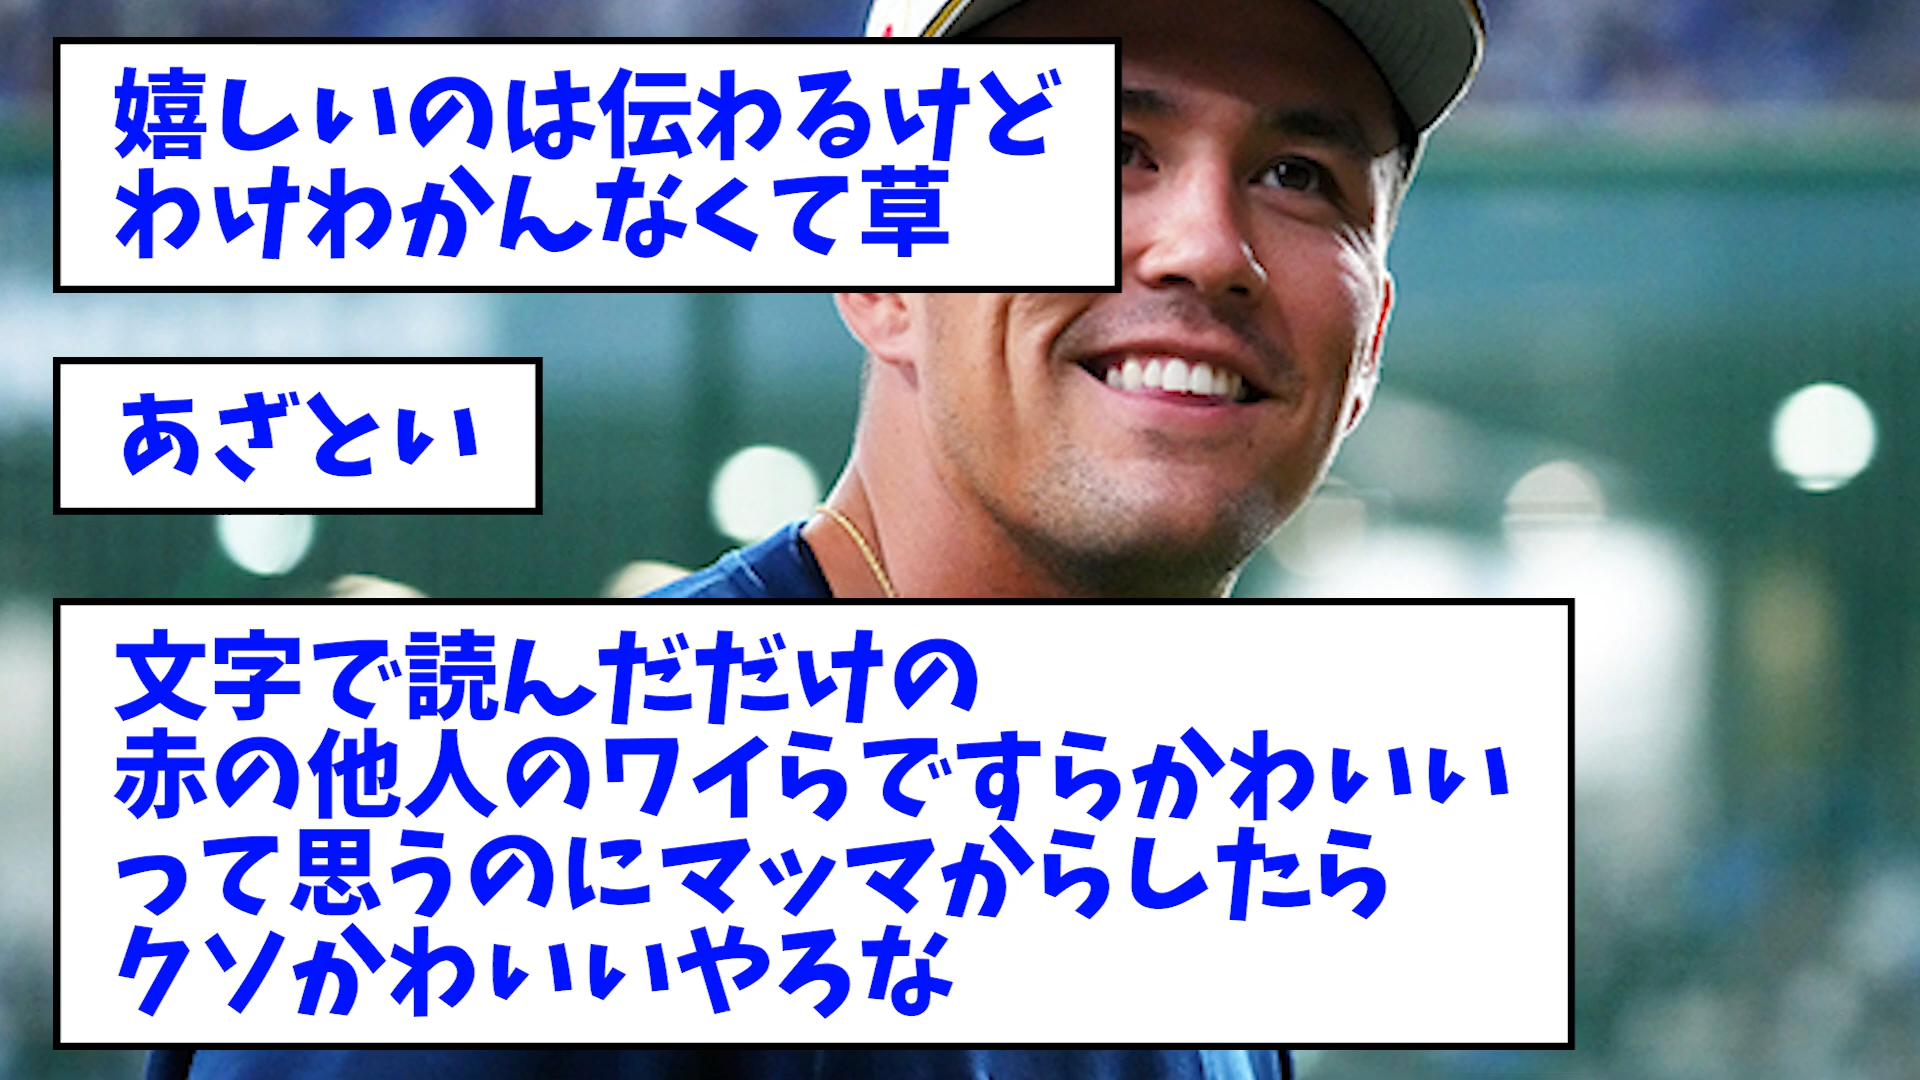 嬉しいのは伝わるけど
わけわかんなくて草
あざとい
文字で読んだだけの
赤の他人のワイらですらかわいい
って思うのにマッマからしたら
クソかわいいやろな